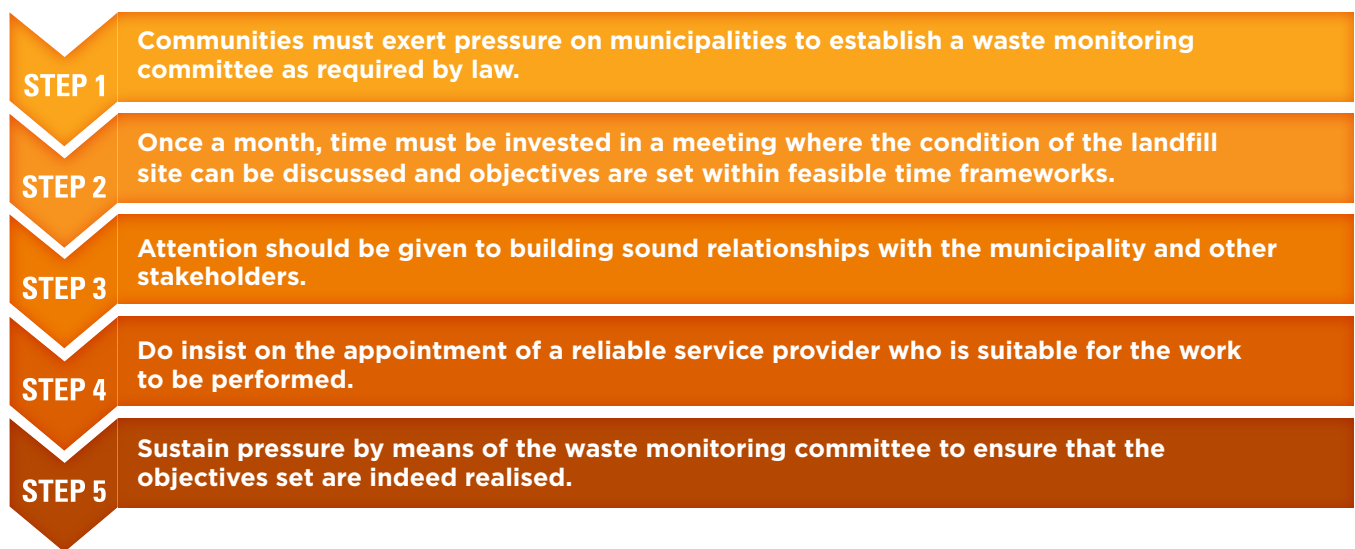 STEP 1
Communities must exert pressure on municipalities to establish a waste monitoring
committee as required by law.
STEP 2
Once a month, time must be invested in a meeting where the condition of the landfill
site can be discussed and objectives are set within feasible time frameworks.
STEP 3
Attention should be given to building sound relationships with the municipality and other
stakeholders.
STEP 4
Do insist on the appointment of a reliable service provider who is suitable for the work
to be performed.
STEP 5
Sustain pressure by means of the waste monitoring committee to ensure that the
objectives set are indeed realised.